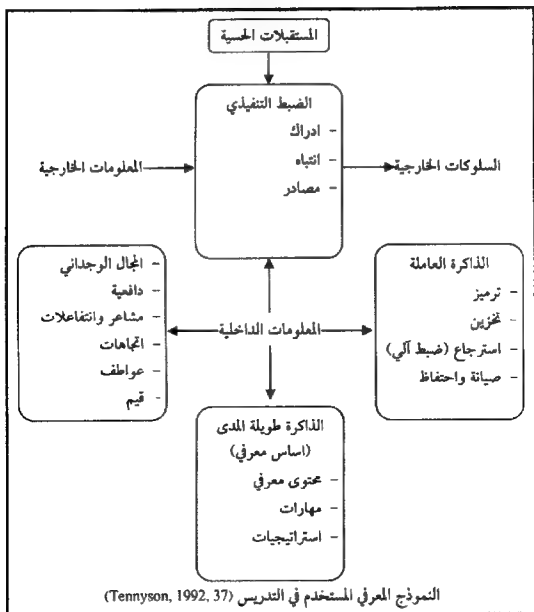 المستقبلات الحسية
الضبط التنفيذي
- ادراك
- انتباه
- مصادر
المعلومات الخارجية
السلوكات الخارجية
الذاكرة العاملة
- ترميز
- تخزين
- استرجاع (ضبط آلي)
- صيانة واحتفاظ
المعلومات الداخلية
- المجال الوجداني
- دافعية
- مشاعر وانتفاعلات
- اتجاهات
- عواطف
- قيم
الذاكرة طويلة المدى
(اساس معرفي)
- محتوى معرفي
- مهارات
- استراتيجيات
النموذج المعرفي المستخدم في التدريس (Tennyson, 1992, 37)